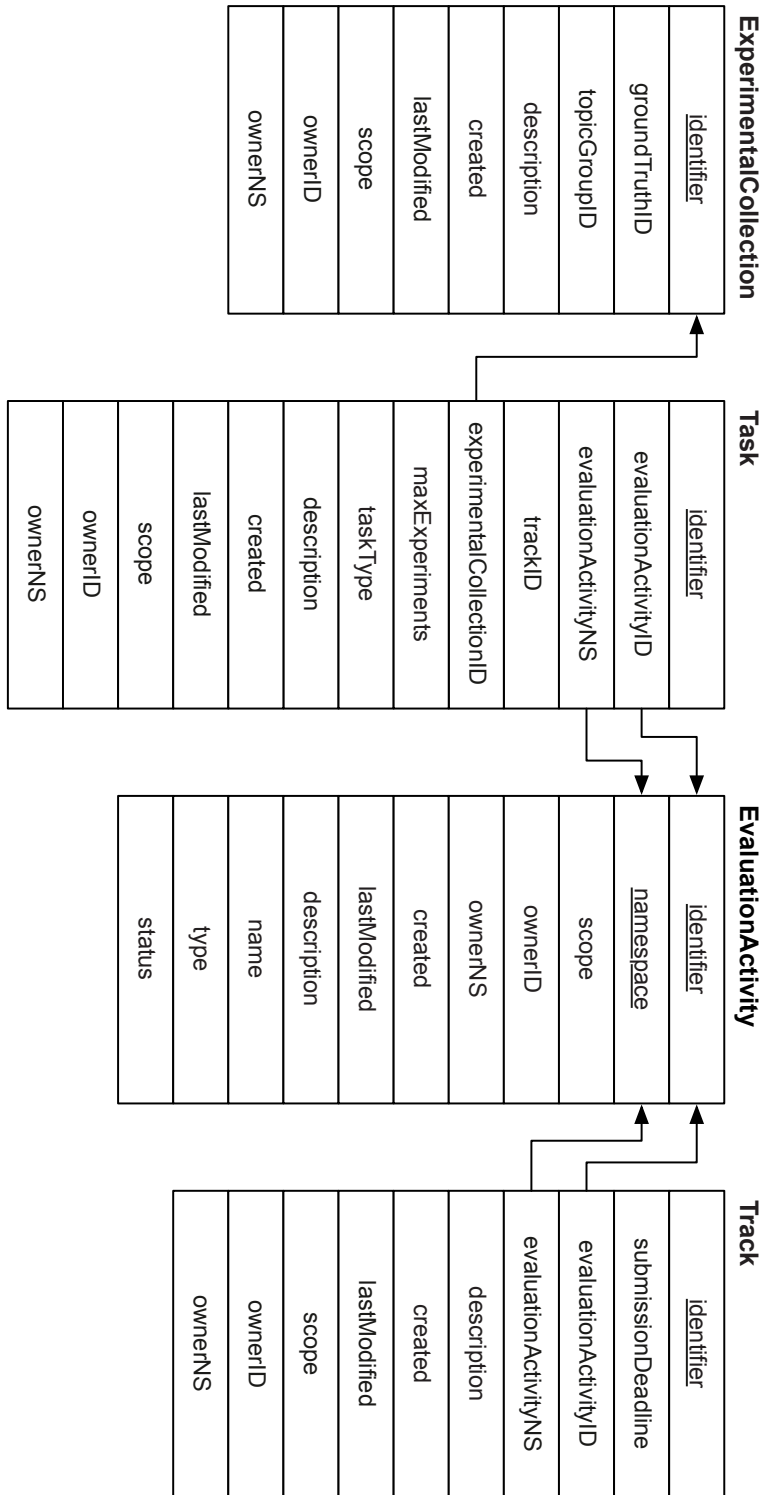 ExperimentalCollection
identifier
groundTruthID
topicGroupID
description
created
lastModified
scope
ownerID
ownerNS
Task
identifier
evaluationActivityID
evaluationActivityNS
trackID
experimentalCollectionID
maxExperiments
taskType
description
created
lastModified
scope
ownerID
ownerNS
EvaluationActivity
identifier
namespace
scope
ownerID
ownerNS
created
lastModified
description
name
type
status
Track
identifier
submissionDeadline
evaluationActivityID
evaluationActivityNS
description
created
lastModified
scope
ownerID
ownerNS